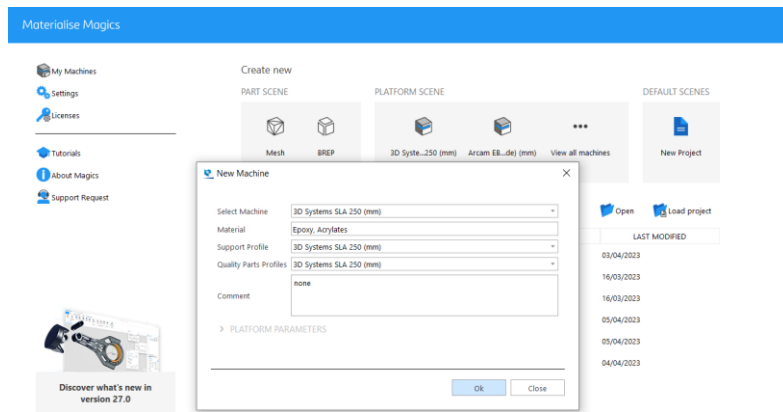 Materialise Magics
My Machines
Settings
Licenses
Tutorials
About Magics
Support Request
Discover what's new in
version 27.0
Create new
PART SCENE
PLATFORM SCENE
DEFAULT SCENES
Mesh
BREP
3D Syste...250 (mm)
Arcam EB...de) (mm)
View all machines
New Project
Open
Load project
LAST MODIFIED
03/04/2023
16/03/2023
16/03/2023
05/04/2023
05/04/2023
04/04/2023
New Machine
Select Machine 3D Systems SLA 250 (mm)
Material Epoxy, Acrylates
Support Profile 3D Systems SLA 250 (mm)
Quality Parts Profiles 3D Systems SLA 250 (mm)
Comment none
PLATFORM PARAMETERS
Ok Close